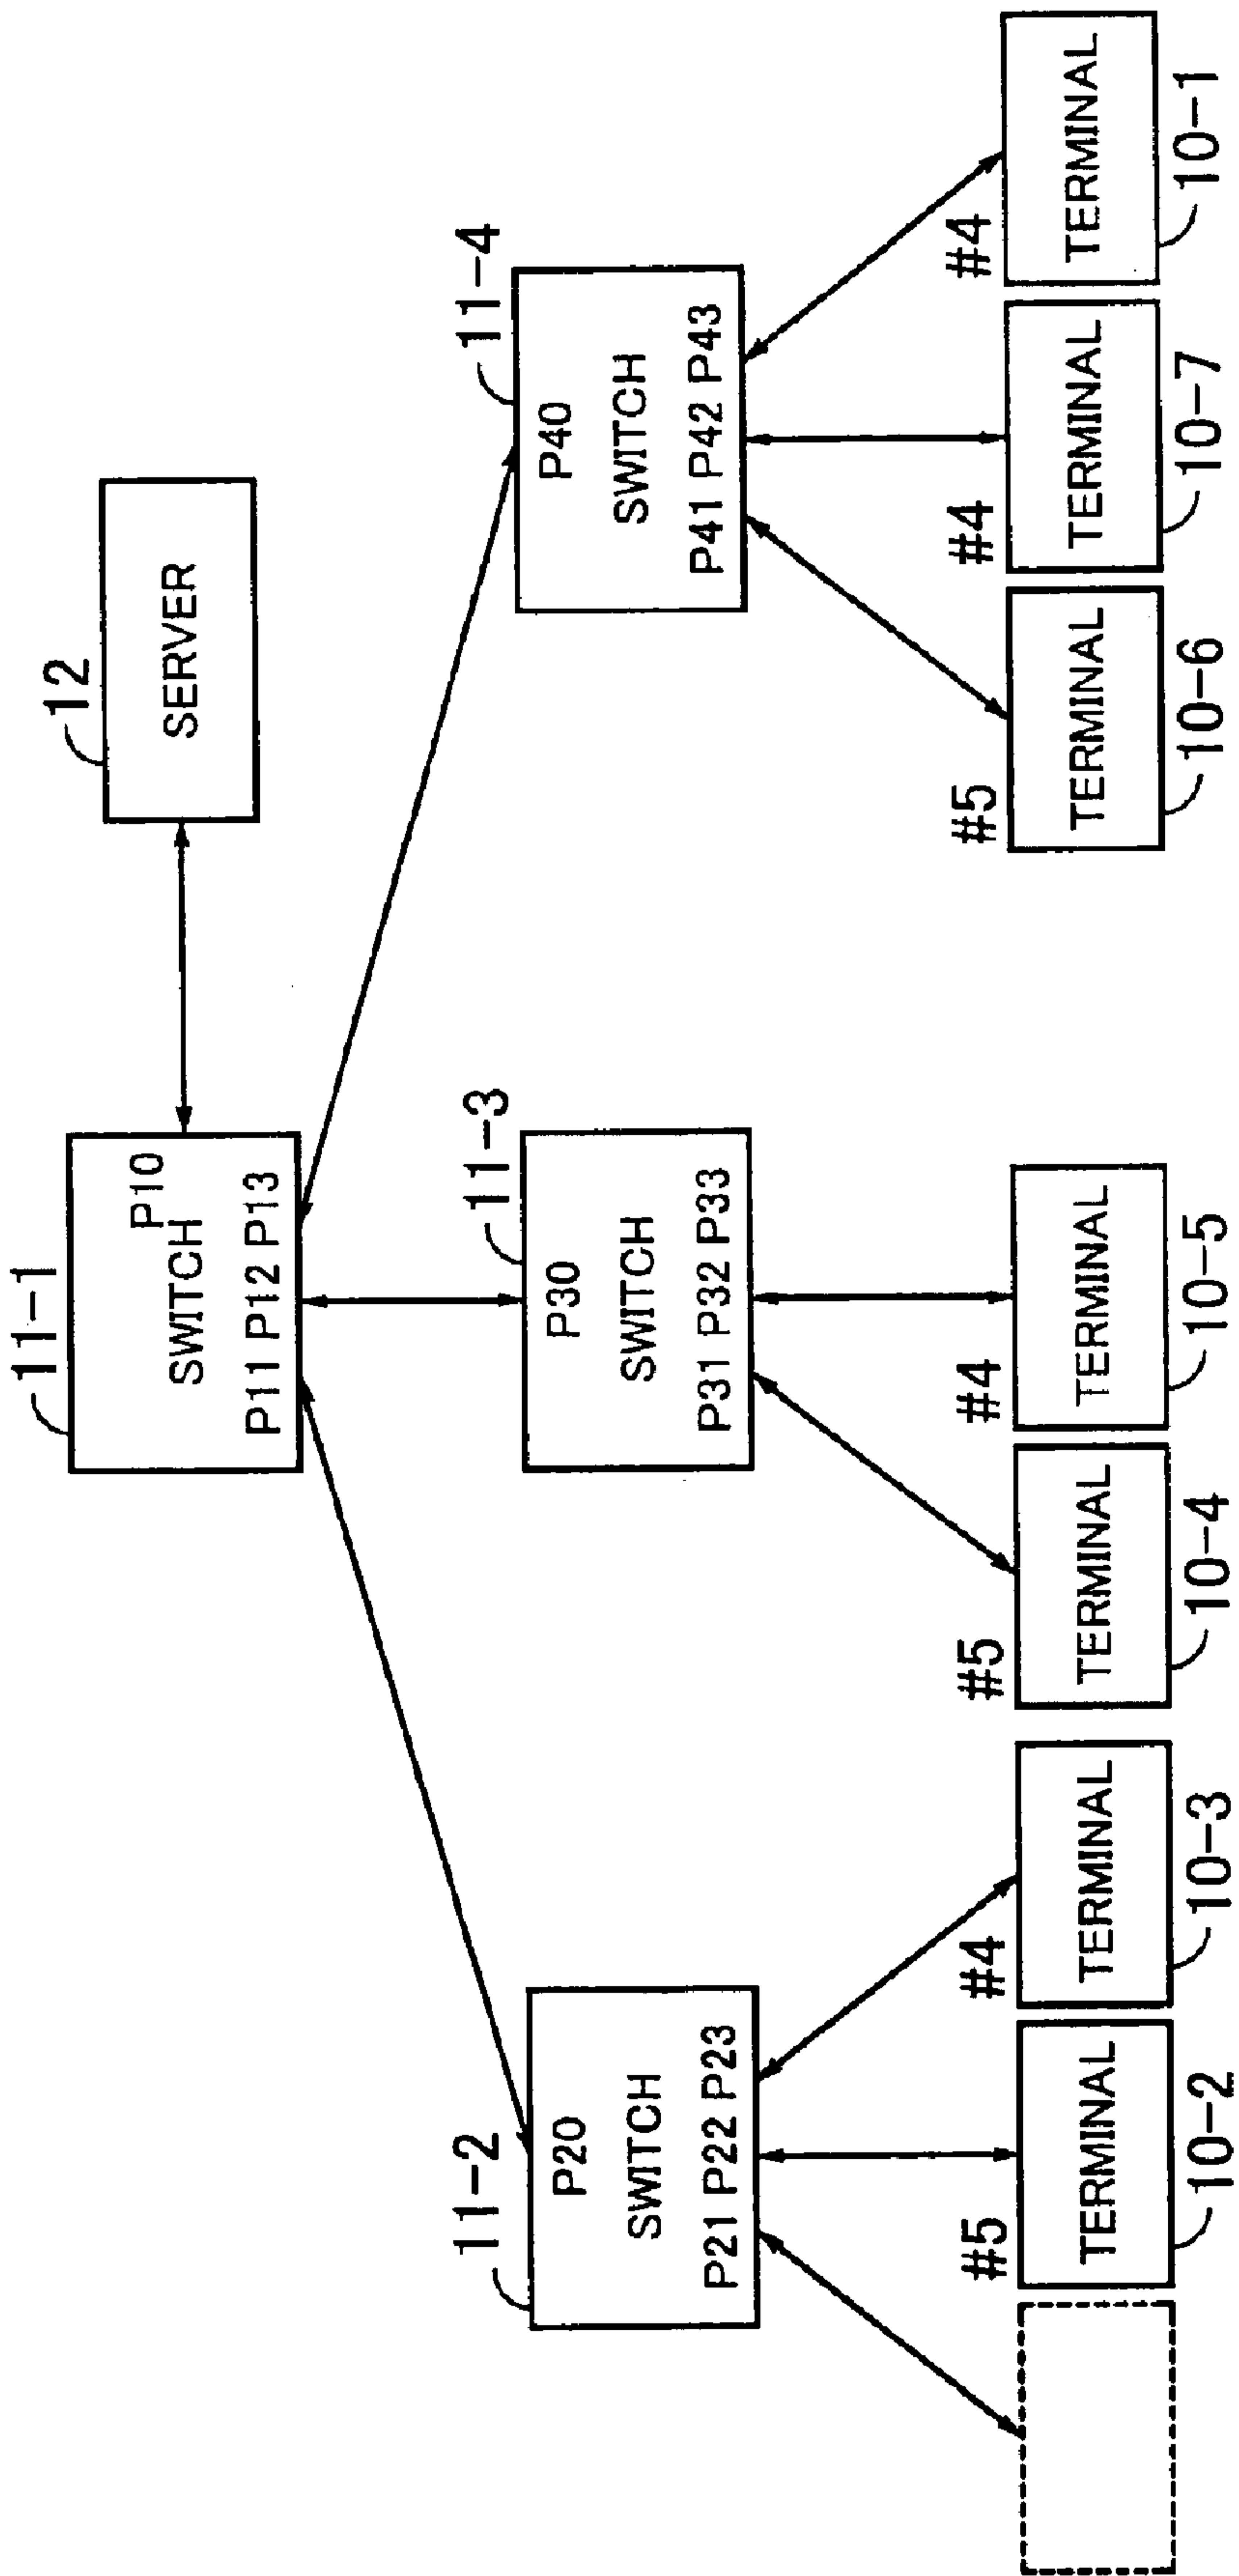 11-1
12
P10
SWITCH
P11 P12 P13
SERVER
11-2
11-3
11-4
P20
SWITCH
P21 P22 P23
P30
SWITCH
P31 P32 P33
P40
SWITCH
P41 P42 P43
#5
#4
#5
#4
#5
#4
#4
TERMINAL
TERMINAL
TERMINAL
TERMINAL
TERMINAL
TERMINAL
TERMINAL
10-2
10-3
10-4
10-5
10-6
10-7
10-1